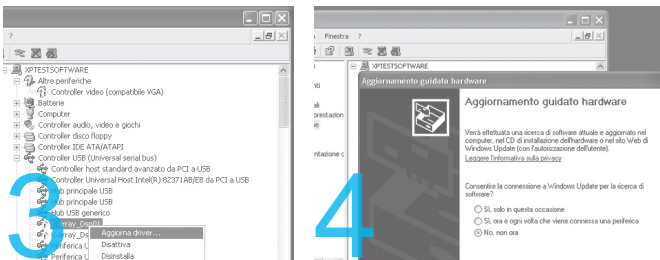 ?
XPTESTSOFTWARE
Altre periferiche
Controller video (compatibile VGA)
Batterie
Computer
Controller audio, video e giochi
Controller disco floppy
Controller IDE ATA/ATAPI
Controller USB (Universal serial bus)
Controller host standard avanzato da PCI a USB
Controller Universal Host Intel(R) 82371AB/EB da PCI a USB
Hub principale USB
Hub principale USB
Hub USB generico
Aggiorna driver...
Disattiva
Periferica U
Disinstalla
3
Finestra ?
XPTESTSOFTWARE
Aggiornamento guidato hardware
Aggiornamento guidato hardware
Verrà effettuata una ricerca di software attuale e aggiornato nel
computer, nel CD di installazione dell'hardware o nel sito Web di
Windows Update (con l'autorizzazione dell'utente).
Leggere l'informativa sulla privacy
Consentire la connessione a Windows Update per la ricerca di
software?
Sì, solo in questa occasione
Sì, ora e ogni volta che viene connessa una periferica
No, non ora
4